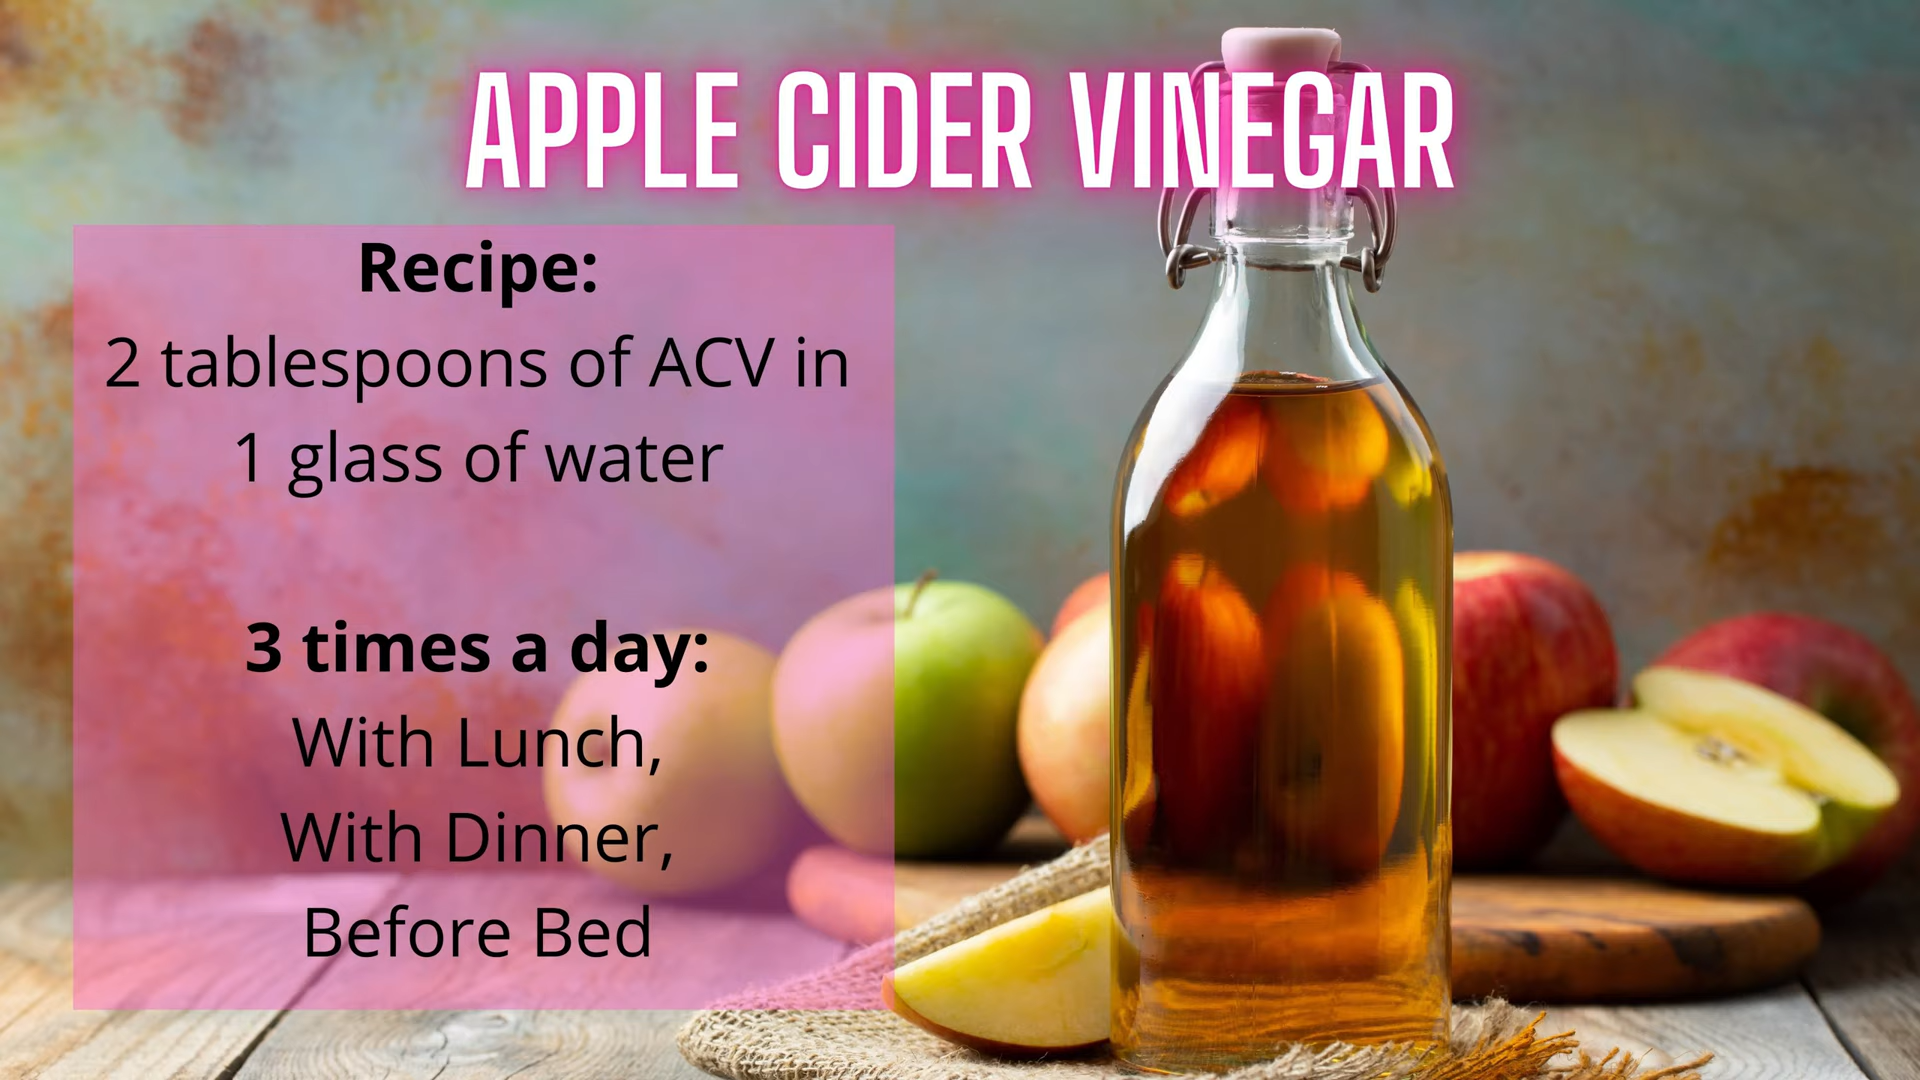 APPLE CIDER VINEGAR
Recipe:
2 tablespoons of ACV in
1 glass of water
3 times a day:
With Lunch,
With Dinner,
Before Bed